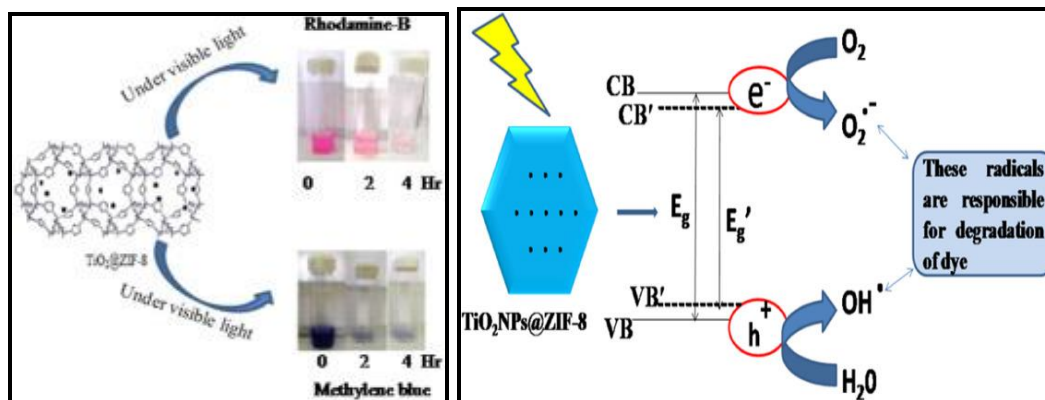 Rhodamine-B
Under visible light
0 2 4 Hr
TiO₂@ZIF-8
Under visible light
0 2 4 Hr
Methylene blue
CB
CB′
e⁻
O₂
O₂•⁻
Eg
Eg′
These radicals
are responsible
for degradation
of dye
VB′
VB
h⁺
OH•
H₂O
TiO₂NPs@ZIF-8